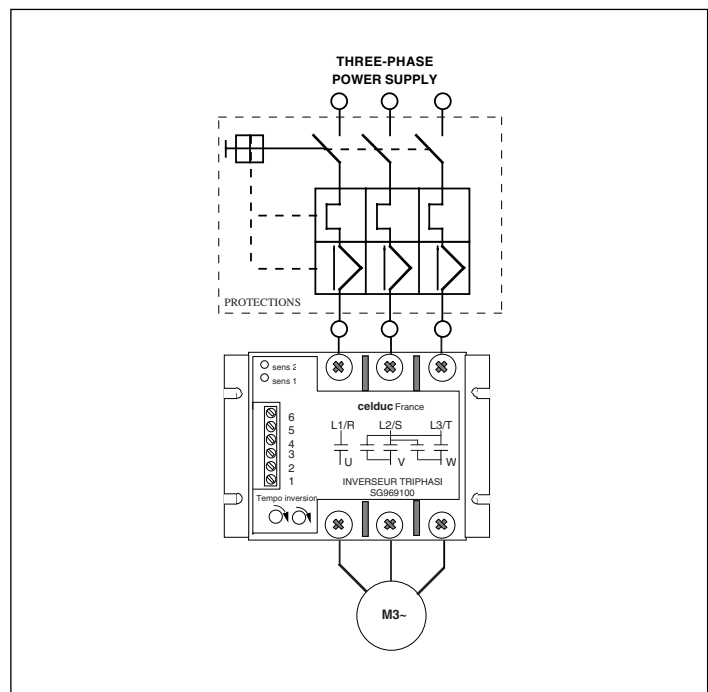 THREE-PHASE
POWER SUPPLY
PROTECTIONS
sens 2
sens 1
celduc France
6
5
4
3
2
1
L1/R L2/S L3/T
U V W
INVERSEUR TRIPHASI
SG969100
Tempo inversion
M3~